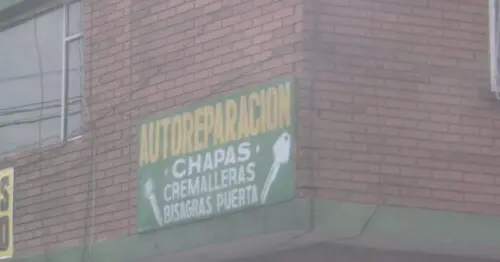 AUTOREPARACION
· CHAPAS ·
CREMALLERAS
BISAGRAS PUERTA
S
O